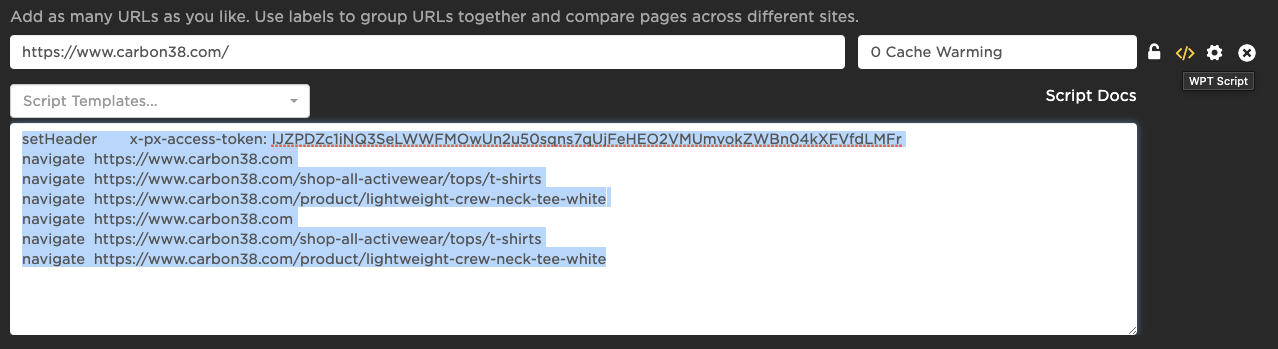 Add as many URLs as you like. Use labels to group URLs together and compare pages across different sites.
https://www.carbon38.com/
0 Cache Warming
</>
WPT Script
Script Templates...
Script Docs
setHeader x-px-access-token: IJZPDZc1iNQ3SeLWWFMOwUn2u50sqns7qUjFeHEO2VMUmvokZWBn04kXFVfdLMFr
navigate https://www.carbon38.com
navigate https://www.carbon38.com/shop-all-activewear/tops/t-shirts
navigate https://www.carbon38.com/product/lightweight-crew-neck-tee-white
navigate https://www.carbon38.com
navigate https://www.carbon38.com/shop-all-activewear/tops/t-shirts
navigate https://www.carbon38.com/product/lightweight-crew-neck-tee-white